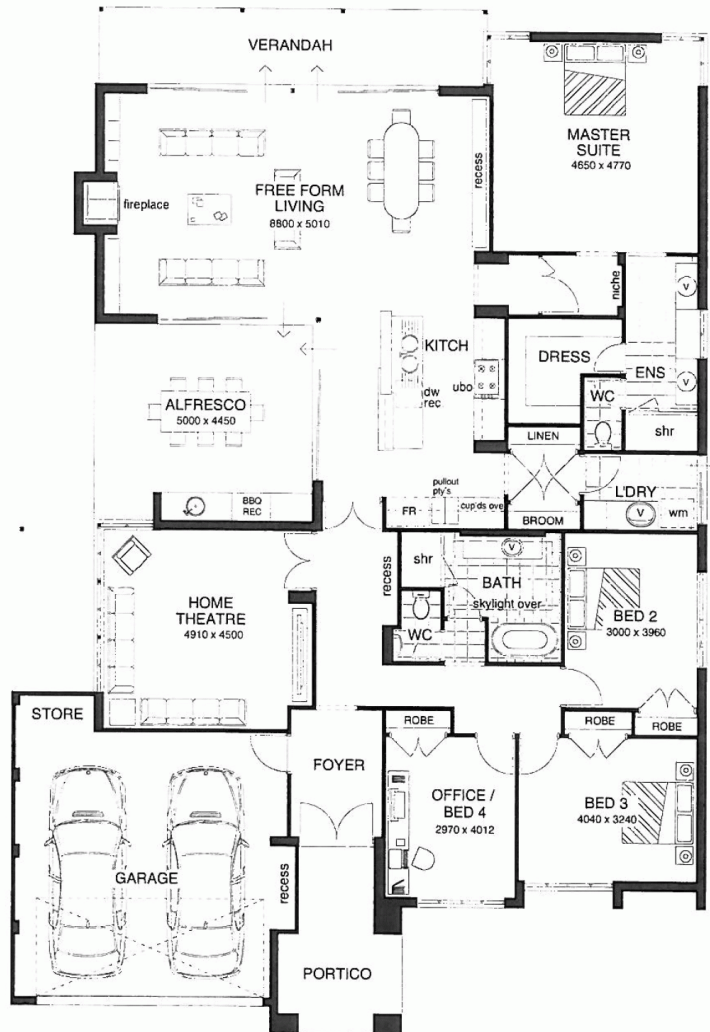 VERANDAH
MASTER
SUITE
4650 x 4770
recess
FREE FORM
LIVING
8800 x 5010
fireplace
niche
V
KITCH
DRESS
ENS
V
ubo
dw
rec
WC
shr
ALFRESCO
5000 x 4450
LINEN
pullout
pty's
L'DRY
BBQ
REC
FR
cup'ds ove
BROOM
V
wm
shr
V
BATH
skylight over
recess
HOME
THEATRE
4910 x 4500
WC
BED 2
3000 x 3960
STORE
ROBE
ROBE
ROBE
FOYER
OFFICE /
BED 4
2970 x 4012
BED 3
4040 x 3240
GARAGE
recess
PORTICO